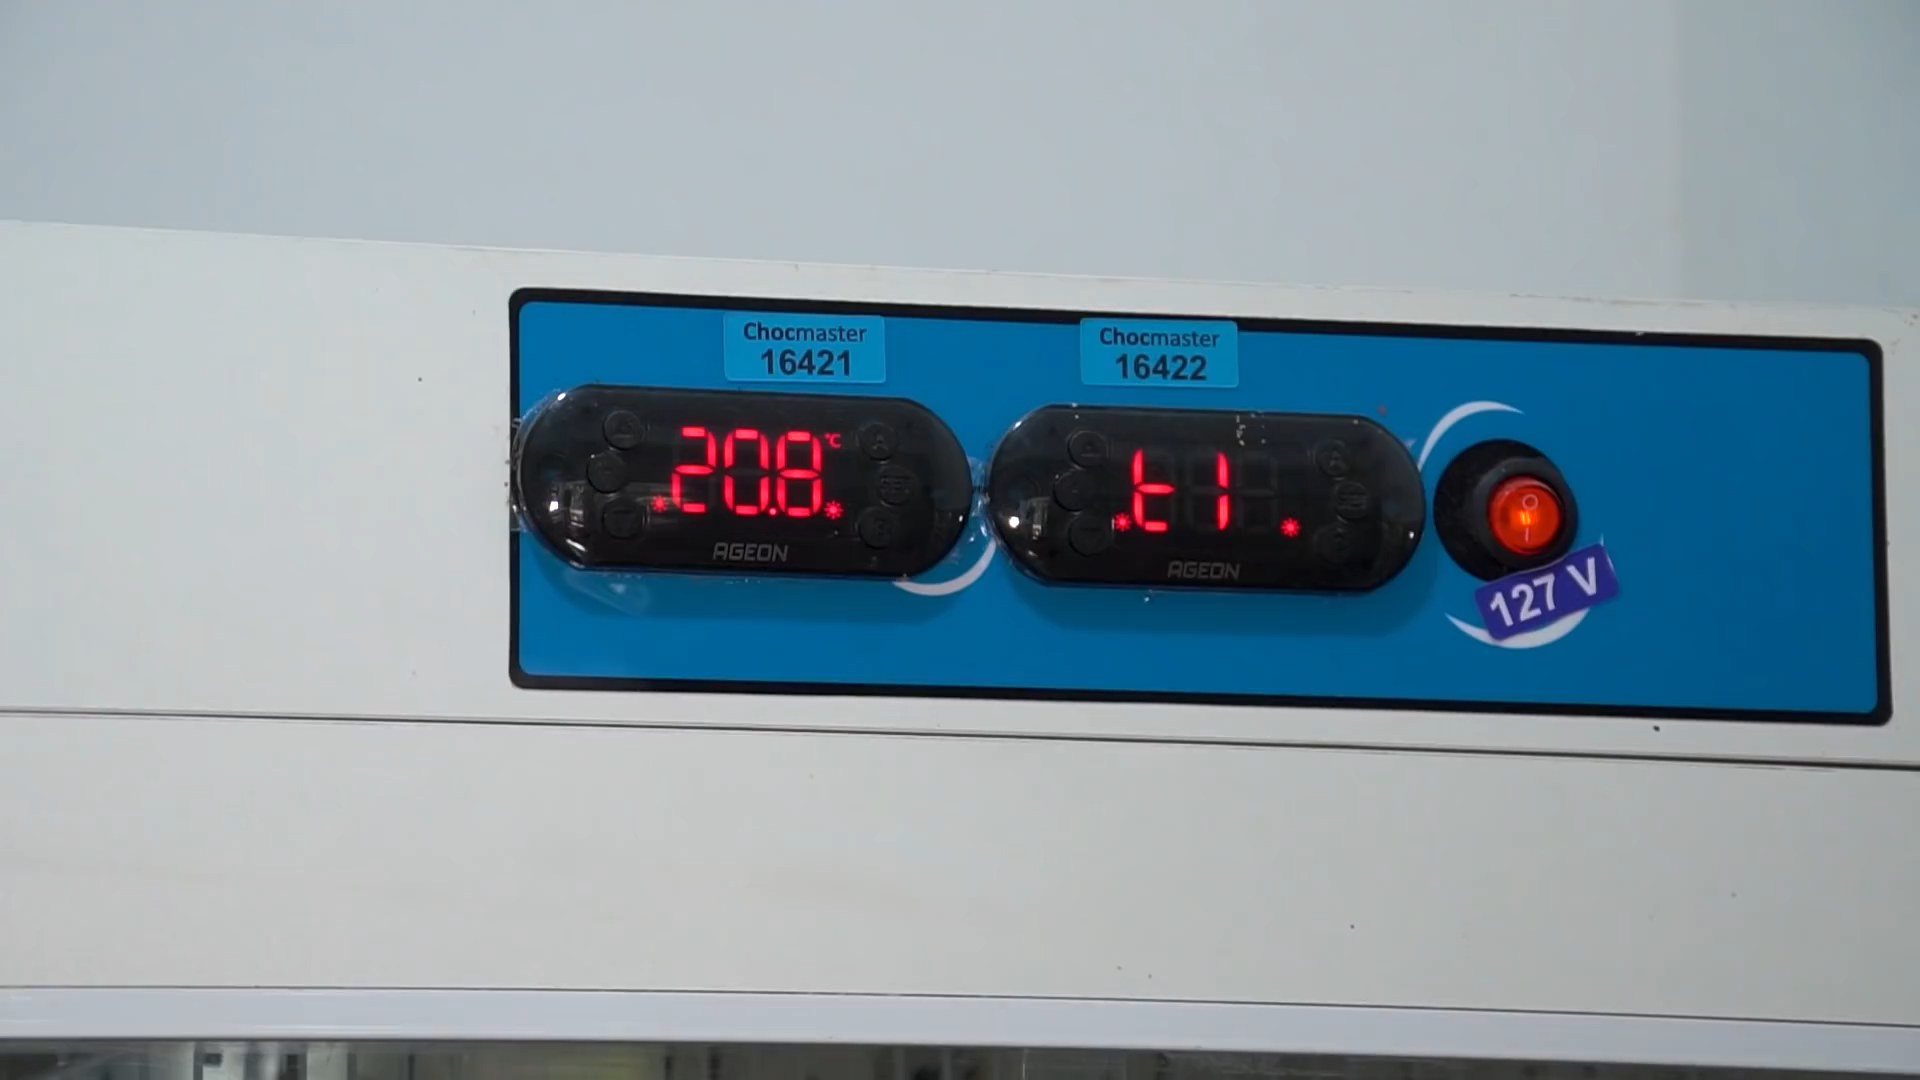 Chocmaster
16421
Chocmaster
16422
20.8 °C
AGEON
t1
AGEON
127 V